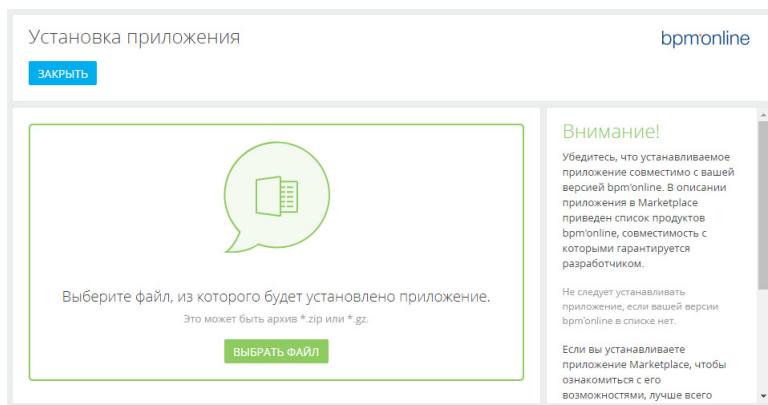 Установка приложения
bpm'online
ЗАКРЫТЬ
Выберите файл, из которого будет установлено приложение.
Это может быть архив *.zip или *.gz.
ВЫБРАТЬ ФАЙЛ
Внимание!
Убедитесь, что устанавливаемое
приложение совместимо с вашей
версией bpm'online. В описании
приложения в Marketplace
приведен список продуктов
bpm'online, совместимость с
которыми гарантируется
разработчиком.
Не следует устанавливать
приложение, если вашей версии
bpm'online в списке нет.
Если вы устанавливаете
приложение Marketplace, чтобы
ознакомиться с его
возможностями, лучше всего